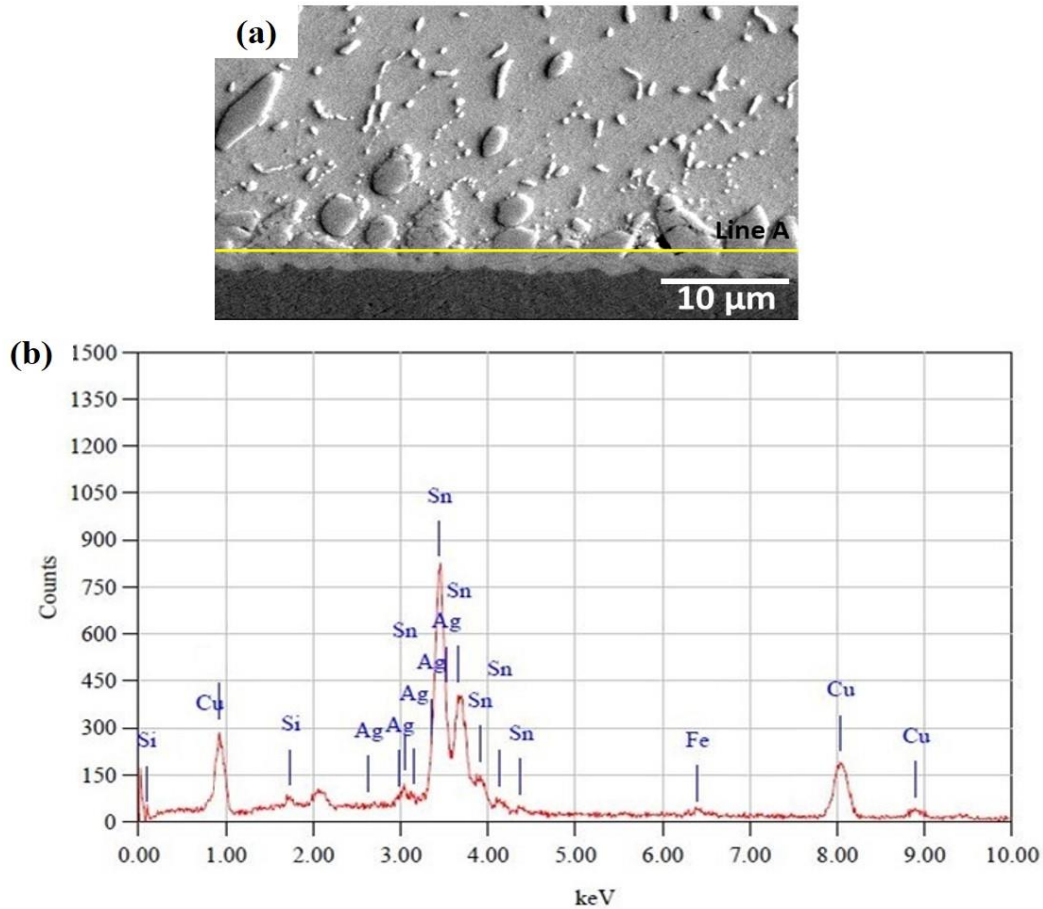 (a)
Line A
10 μm
(b)
1500
1350
1200
1050
900
750
600
450
300
150
0
Counts
Sn
Sn
Sn
Ag
Ag
Sn
Ag
Sn
Cu
Si
Ag
Ag
Sn
Si
Fe
Cu
Cu
0.00 1.00 2.00 3.00 4.00 5.00 6.00 7.00 8.00 9.00 10.00
keV